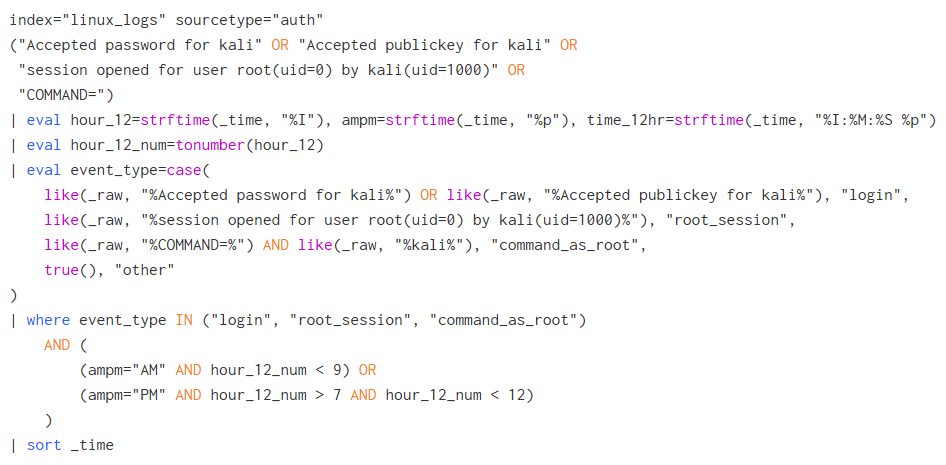 index="linux_logs" sourcetype="auth"
("Accepted password for kali" OR "Accepted publickey for kali" OR
 "session opened for user root(uid=0) by kali(uid=1000)" OR
 "COMMAND=")
| eval hour_12=strftime(_time, "%I"), ampm=strftime(_time, "%p"), time_12hr=strftime(_time, "%I:%M:%S %p")
| eval hour_12_num=tonumber(hour_12)
| eval event_type=case(
    like(_raw, "%Accepted password for kali%") OR like(_raw, "%Accepted publickey for kali%"), "login",
    like(_raw, "%session opened for user root(uid=0) by kali(uid=1000)%"), "root_session",
    like(_raw, "%COMMAND=%") AND like(_raw, "%kali%"), "command_as_root",
    true(), "other"
)
| where event_type IN ("login", "root_session", "command_as_root")
    AND (
        (ampm="AM" AND hour_12_num < 9) OR
        (ampm="PM" AND hour_12_num > 7 AND hour_12_num < 12)
    )
| sort _time